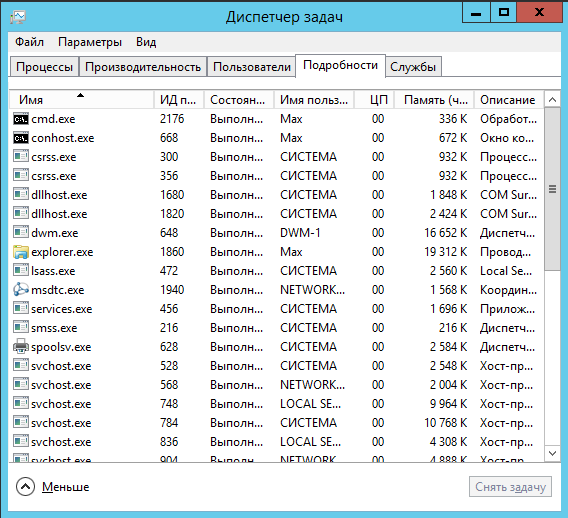 Диспетчер задач
Файл Параметры Вид
Процессы Производительность Пользователи Подробности Службы
Имя ИД п... Состоян... Имя польз... ЦП Память (ч... Описание
cmd.exe 2176 Выполн... Max 00 336 K Обработ...
conhost.exe 668 Выполн... Max 00 672 K Окно ко...
csrss.exe 300 Выполн... СИСТЕМА 00 932 K Процесс...
csrss.exe 356 Выполн... СИСТЕМА 00 932 K Процесс...
dllhost.exe 1680 Выполн... СИСТЕМА 00 1 848 K COM Sur...
dllhost.exe 1820 Выполн... СИСТЕМА 00 2 424 K COM Sur...
dwm.exe 648 Выполн... DWM-1 00 16 652 K Диспетч...
explorer.exe 1860 Выполн... Max 00 19 312 K Провод...
lsass.exe 472 Выполн... СИСТЕМА 00 2 560 K Local Se...
msdtc.exe 1940 Выполн... NETWORK... 00 1 568 K Координ...
services.exe 456 Выполн... СИСТЕМА 00 1 696 K Прилож...
smss.exe 216 Выполн... СИСТЕМА 00 216 K Диспетч...
spoolsv.exe 628 Выполн... СИСТЕМА 00 2 584 K Диспетч...
svchost.exe 528 Выполн... СИСТЕМА 00 2 548 K Хост-пр...
svchost.exe 568 Выполн... NETWORK... 00 2 004 K Хост-пр...
svchost.exe 748 Выполн... LOCAL SE... 00 9 964 K Хост-пр...
svchost.exe 784 Выполн... СИСТЕМА 00 10 768 K Хост-пр...
svchost.exe 836 Выполн... LOCAL SE... 00 4 308 K Хост-пр...
svchost.exe 904 Выполн... NETWORK... 00 4 888 K Хост-пр...
Меньше Снять задачу